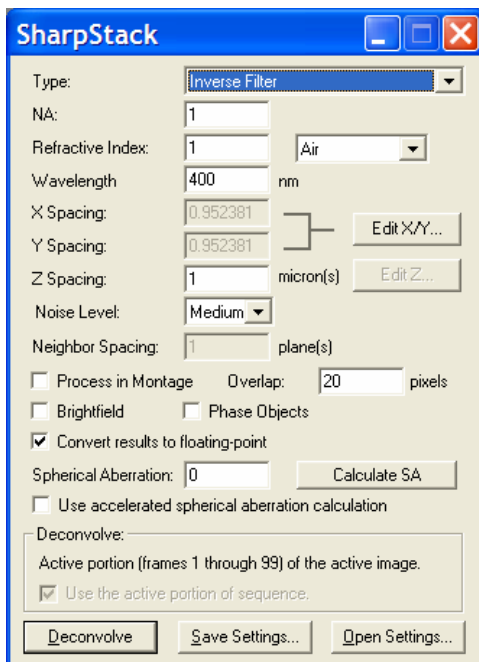 SharpStack
Type: Inverse Filter
NA: 1
Refractive Index: 1 Air
Wavelength 400 nm
X Spacing: 0.952381
Edit X/Y...
Y Spacing: 0.952381
Z Spacing: 1 micron(s) Edit Z...
Noise Level: Medium
Neighbor Spacing: 1 plane(s)
Process in Montage Overlap: 20 pixels
Brightfield Phase Objects
Convert results to floating-point
Spherical Aberration: 0 Calculate SA
Use accelerated spherical aberration calculation
Deconvolve:
Active portion (frames 1 through 99) of the active image.
Use the active portion of sequence.
Deconvolve Save Settings... Open Settings...